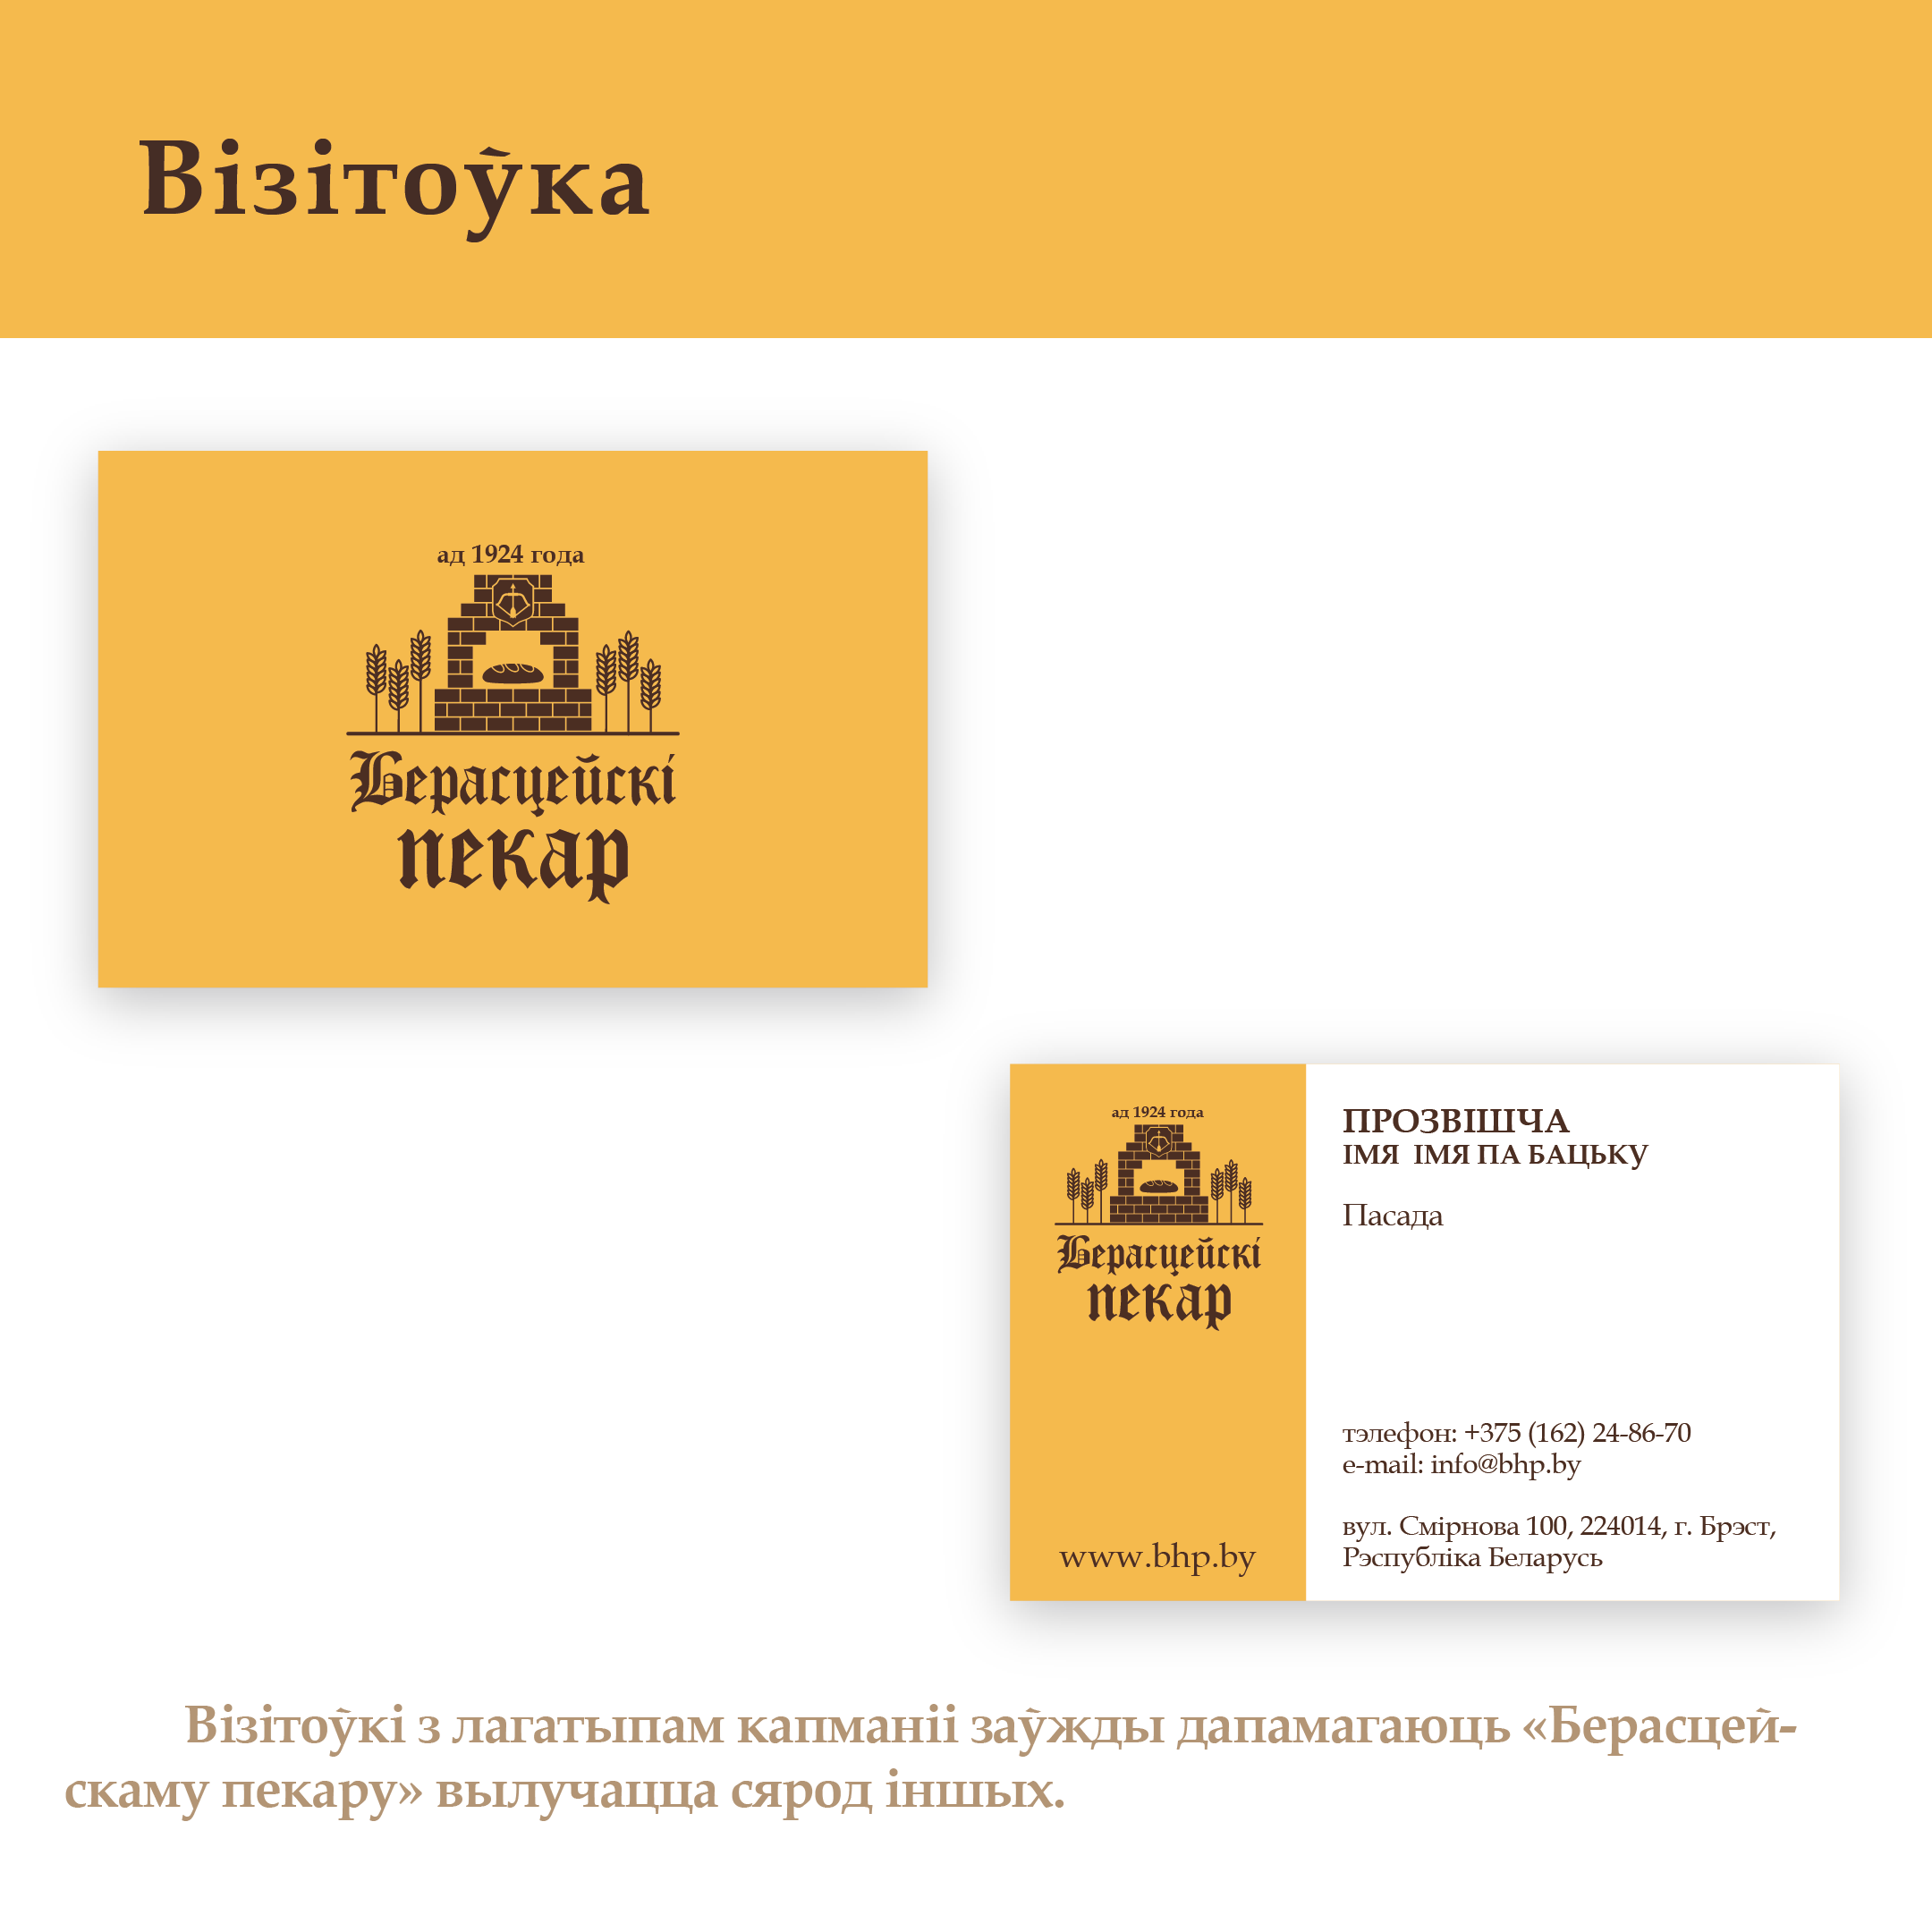 Візітоўка
ад 1924 года
Берасцейскі
пекар
ад 1924 года
Берасцейскі
пекар
www.bhp.by
ПРОЗВІШЧА
ІМЯ ІМЯ ПА БАЦЬКУ
Пасада
тэлефон: +375 (162) 24-86-70
e-mail: info@bhp.by
вул. Смірнова 100, 224014, г. Брэст,
Рэспубліка Беларусь
Візітоўкі з лагатыпам капманіі заўжды дапамагаюць «Берасцей-
скаму пекару» вылучацца сярод іншых.